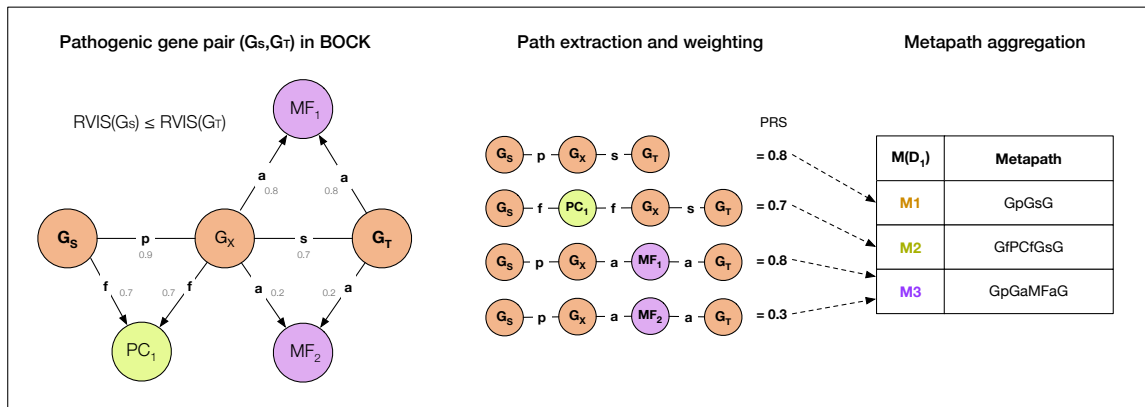 Pathogenic gene pair (Gs,GT) in BOCK
RVIS(Gs) ≤ RVIS(GT)
MF1
a
0.8
a
0.8
GS
p
0.9
GX
s
0.7
GT
f
0.7
f
0.7
a
0.2
a
0.2
PC1
MF2
Path extraction and weighting
PRS
GS p GX s GT = 0.8
GS f PC1 f GX s GT = 0.7
GS p GX a MF1 a GT = 0.8
GS p GX a MF2 a GT = 0.3
Metapath aggregation
M(D1) Metapath
M1 GpGsG
M2 GfPCfGsG
M3 GpGaMFaG